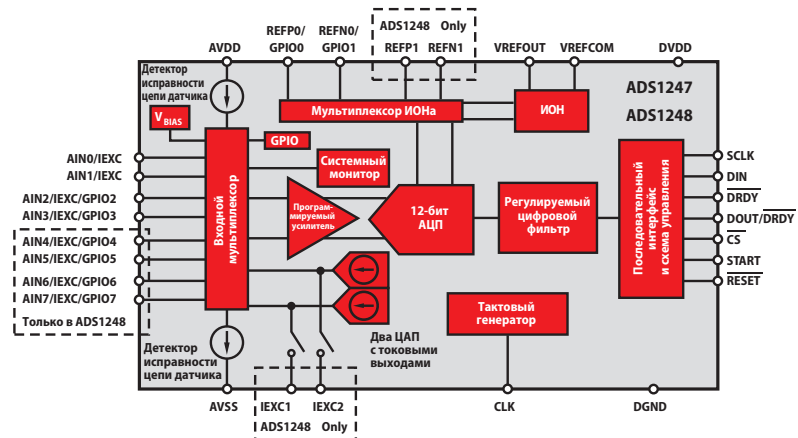 REFP0/ REFN0/ ADS1248 Only
AVDD GPIO0 GPIO1 REFP1 REFN1 VREFOUT VREFCOM DVDD
Детектор
исправности
цепи датчика
ADS1247
ADS1248
Мультиплексор ИОНа
ИОН
VBIAS
GPIO
Системный
монитор
Входной
мультиплексор
Програм-
мируемый
усилитель
12-бит
АЦП
Регулируемый
цифровой
фильтр
Последовательный
интерфейс
и схема управления
AIN0/IEXC
AIN1/IEXC
AIN2/IEXC/GPIO2
AIN3/IEXC/GPIO3
AIN4/IEXC/GPIO4
AIN5/IEXC/GPIO5
AIN6/IEXC/GPIO6
AIN7/IEXC/GPIO7
Только в ADS1248
SCLK
DIN
DRDY
DOUT/DRDY
CS
START
RESET
Тактовый
генератор
Два ЦАП
с токовыми
выходами
Детектор
исправности
цепи датчика
AVSS IEXC1 IEXC2 CLK DGND
ADS1248 Only